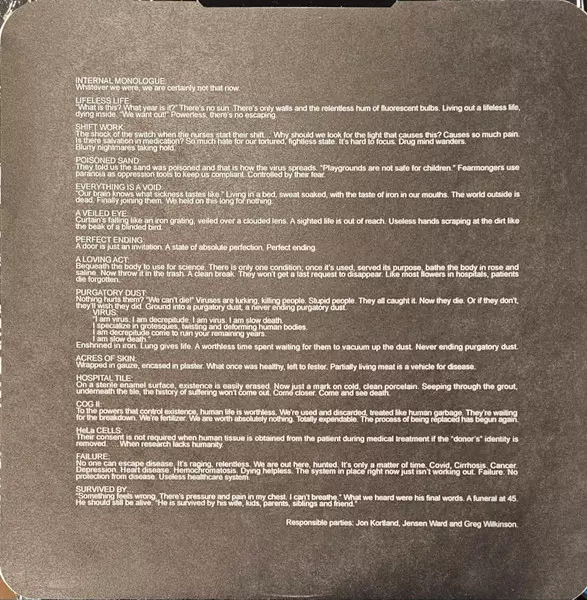 INTERNAL MONOLOGUE:
Whatever we were, we are certainly not that now.
LIFELESS LIFE:
"What is this? What year is it?" There's no sun. There's only walls and the relentless hum of fluorescent bulbs. Living out a lifeless life,
dying inside. "We want out!" Powerless, there's no escaping.
SHIFT WORK:
The shock of the switch when the nurses start their shift... Why should we look for the light that causes this? Causes so much pain.
Is there salvation in medication? So much hate for our tortured, fightless state. It's hard to focus. Drug mind wanders.
Blurry nightmares taking hold.
POISONED SAND:
They told us the sand was poisoned and that is how the virus spreads. "Playgrounds are not safe for children." Fearmongers use
paranoia as oppression tools to keep us compliant. Controlled by their fear.
EVERYTHING IS A VOID:
"Our brain knows what sickness tastes like." Living in a bed, sweat soaked, with the taste of iron in our mouths. The world outside is
dead. Finally joining them. We held on this long for nothing.
A VEILED EYE:
Curtain's falling like an iron grating, veiled over a clouded lens. A sighted life is out of reach. Useless hands scraping at the dirt like
the beak of a blinded bird.
PERFECT ENDING:
A door is just an invitation. A state of absolute perfection. Perfect ending.
A LOVING ACT:
Bequeath the body to use for science. There is only one condition; once it's used, served its purpose, bathe the body in rose and
saline. Now throw it in the trash. A clean break. They won't get a last request to disappear. Like most flowers in hospitals, patients
die forgotten.
PURGATORY DUST:
Nothing hurts them? "We can't die!" Viruses are lurking, killing people. Stupid people. They all caught it. Now they die. Or if they don't,
they'll wish they did. Ground into a purgatory dust, a never ending purgatory dust.
VIRUS:
"I am virus, I am decrepitude, I am virus, I am slow death.
I specialize in grotesques, twisting and deforming human bodies.
I am decrepitude come to ruin your remaining years.
I am slow death."
Enshrined in iron. Lung gives life. A worthless time spent waiting for them to vacuum up the dust. Never ending purgatory dust.
ACRES OF SKIN:
Wrapped in gauze, encased in plaster. What once was healthy, left to fester. Partially living meat is a vehicle for disease.
HOSPITAL TILE:
On a sterile enamel surface, existence is easily erased. Now just a mark on cold, clean porcelain. Seeping through the grout,
underneath the tile, the history of suffering won't come out. Come closer. Come and see death.
COG II:
To the powers that control existence, human life is worthless. We're used and discarded, treated like human garbage. They're waiting
for the breakdown. We're fertilizer. We are worth absolutely nothing. Totally expendable. The process of being replaced has begun again.
HeLa CELLS:
Their consent is not required when human tissue is obtained from the patient during medical treatment if the "donor's" identity is
removed. ... When research lacks humanity.
FAILURE:
No one can escape disease. It's raging, relentless. We are out here, hunted. It's only a matter of time. Covid, Cirrhosis. Cancer.
Depression. Heart disease. Hemochromatosis. Dying helpless. The system in place right now just isn't working out. Failure. No
protection from disease. Useless healthcare system.
SURVIVED BY:
"Something feels wrong. There's pressure and pain in my chest. I can't breathe." What we heard were his final words. A funeral at 45.
He should still be alive. "He is survived by his wife, kids, parents, siblings and friend."
Responsible parties: Jon Kortland, Jensen Ward and Greg Wilkinson.